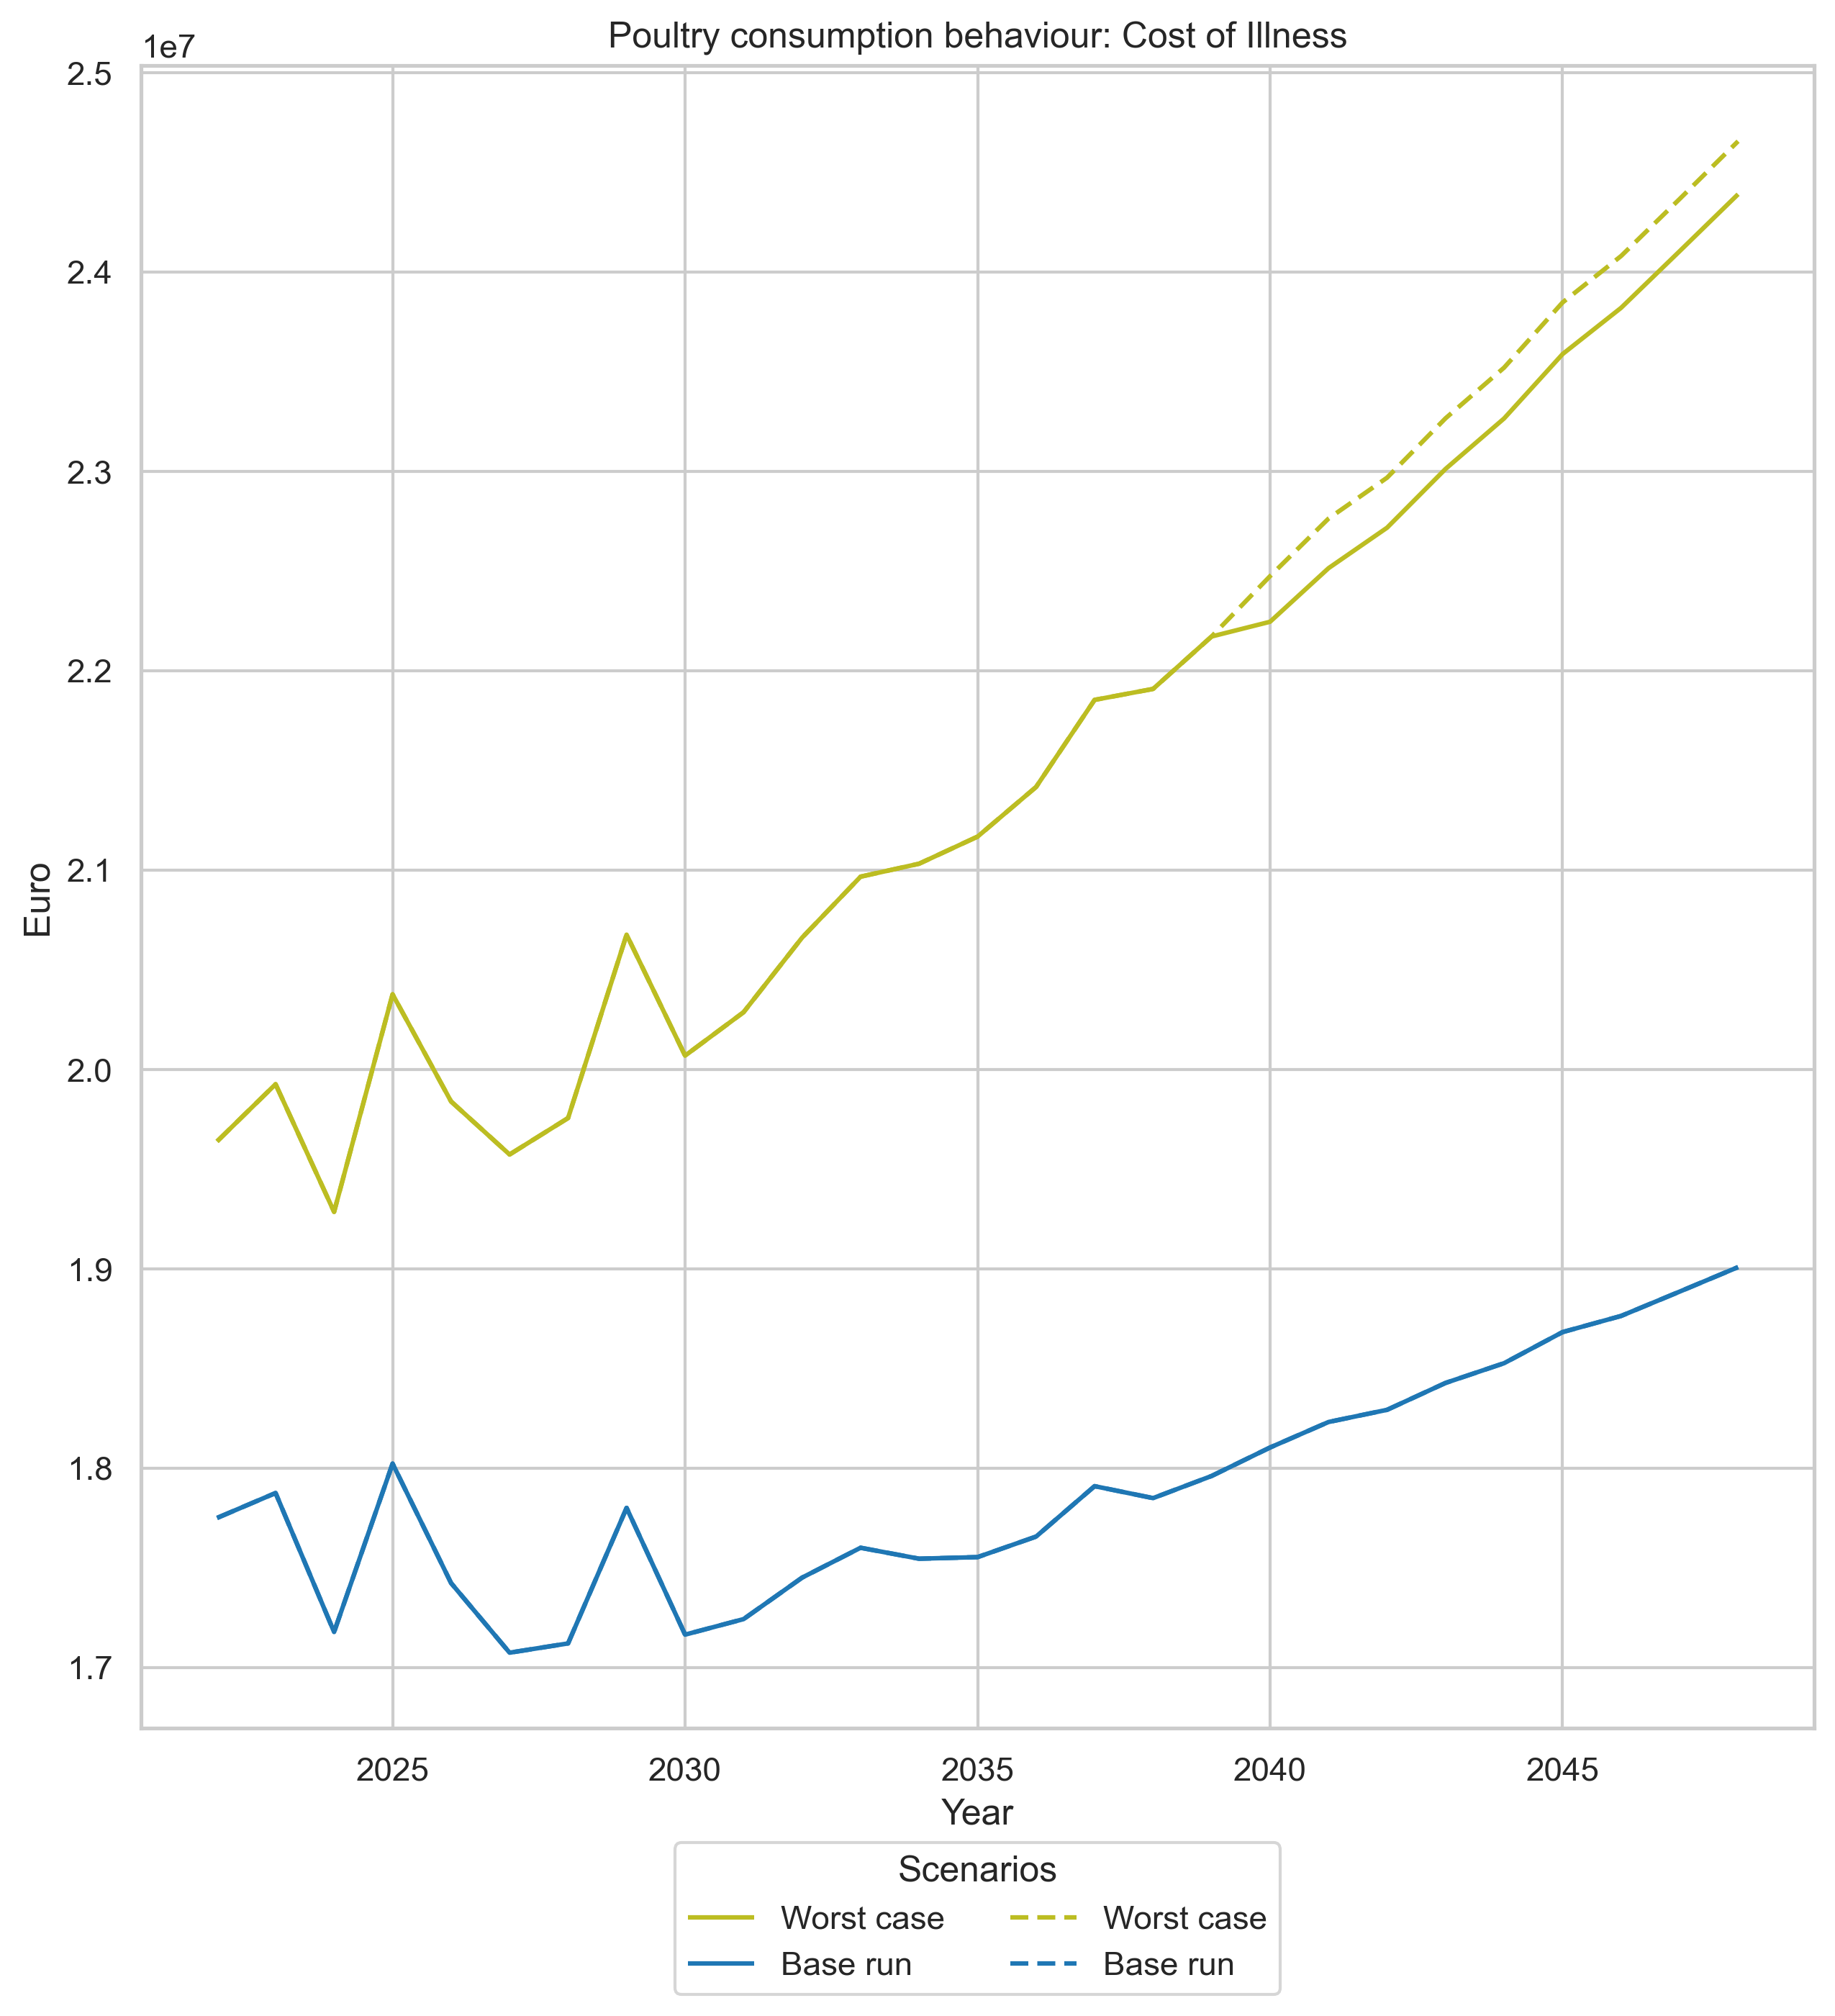 Poultry consumption behaviour: Cost of Illness
1e7
2.5
2.4
2.3
2.2
2.1
2.0
1.9
1.8
1.7
Euro
2025 2030 2035 2040 2045
Year
Scenarios
Worst case Worst case
Base run Base run